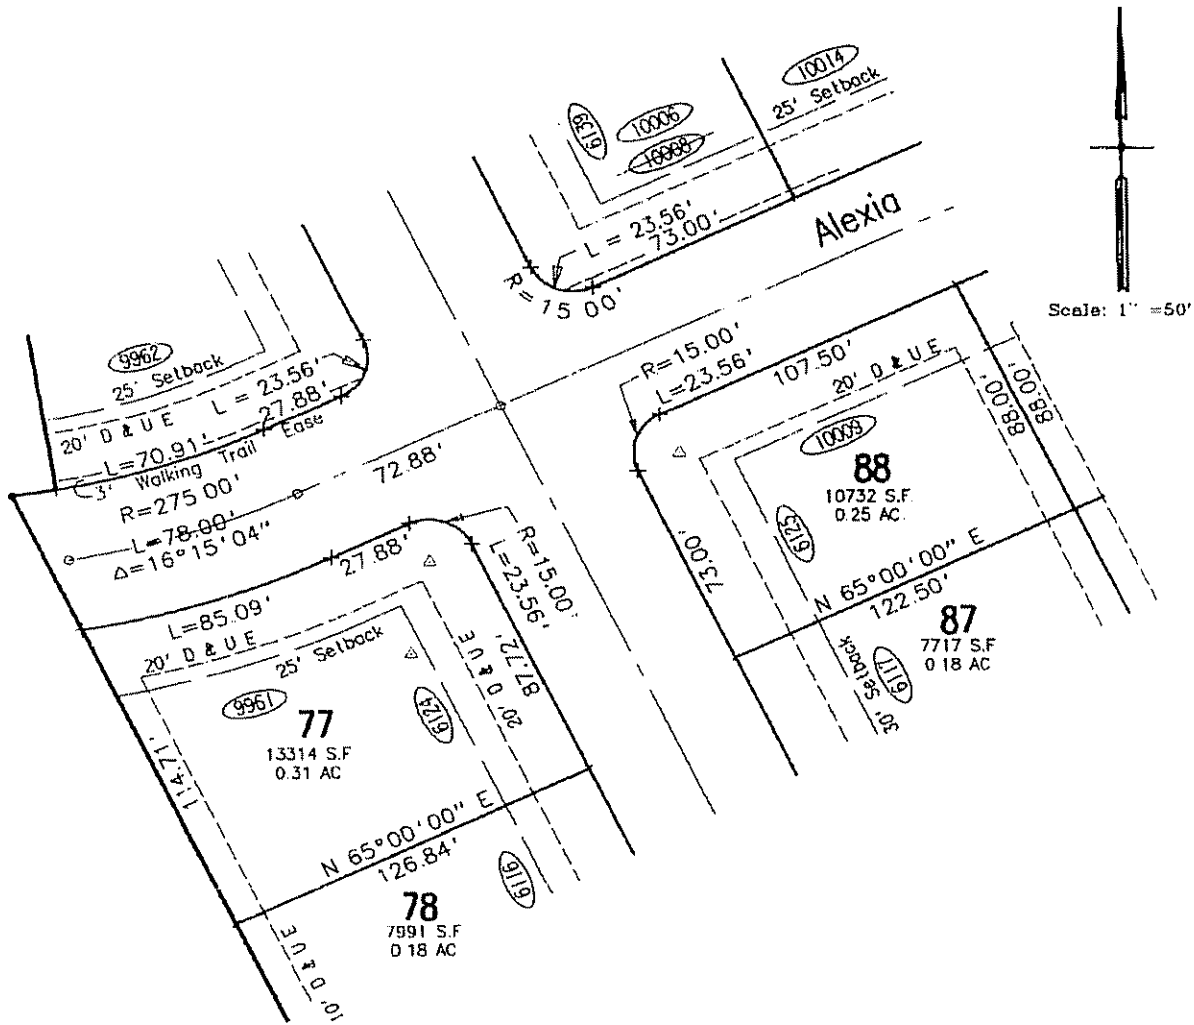 10014
25' Setback
6139
10006
10008
L = 23.56'
73.00'
Alexia
R=15 00'
Scale: 1" =50'
9962
25' Setback
L = 23.56'
27.88'
20' D & U E
L=70.91'
3' Walking Trail Ease
R=275 00'
L=78.00'
Δ=16°15'04"
72.88'
R=15.00'
L=23.56'
107.50'
20' D & U E
88.00'
88.00'
10009
88
10732 S.F.
0.25 AC.
6125
73.00'
N 65°00'00" E
122.50'
87
7717 S.F
0 18 AC
30' Setback
6117
27.88'
R=15.00'
L=23.56'
L=85.09'
20' D & U E
25' Setback
9961
77
13314 S.F
0.31 AC
6124
20' D & U E
87.72'
114.71'
N 65°00'00" E
126.84'
78
7991 S.F
0 18 AC
6116
10' D & U E